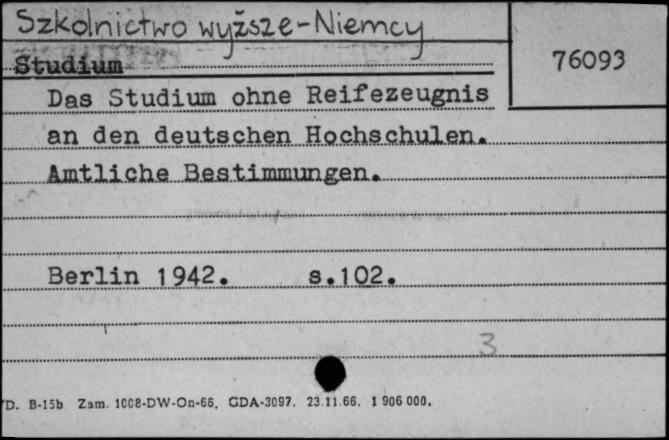 Szkolnictwo wyższe-Niemcy
Studium
76093
Das Studium ohne Reifezeugnis
an den deutschen Hochschulen.
Amtliche Bestimmungen.
Berlin 1942. s.102.
3
D. B-15b Zam. 1008-DW-On-66. GDA-3097. 23.11.66. 1 906 000.